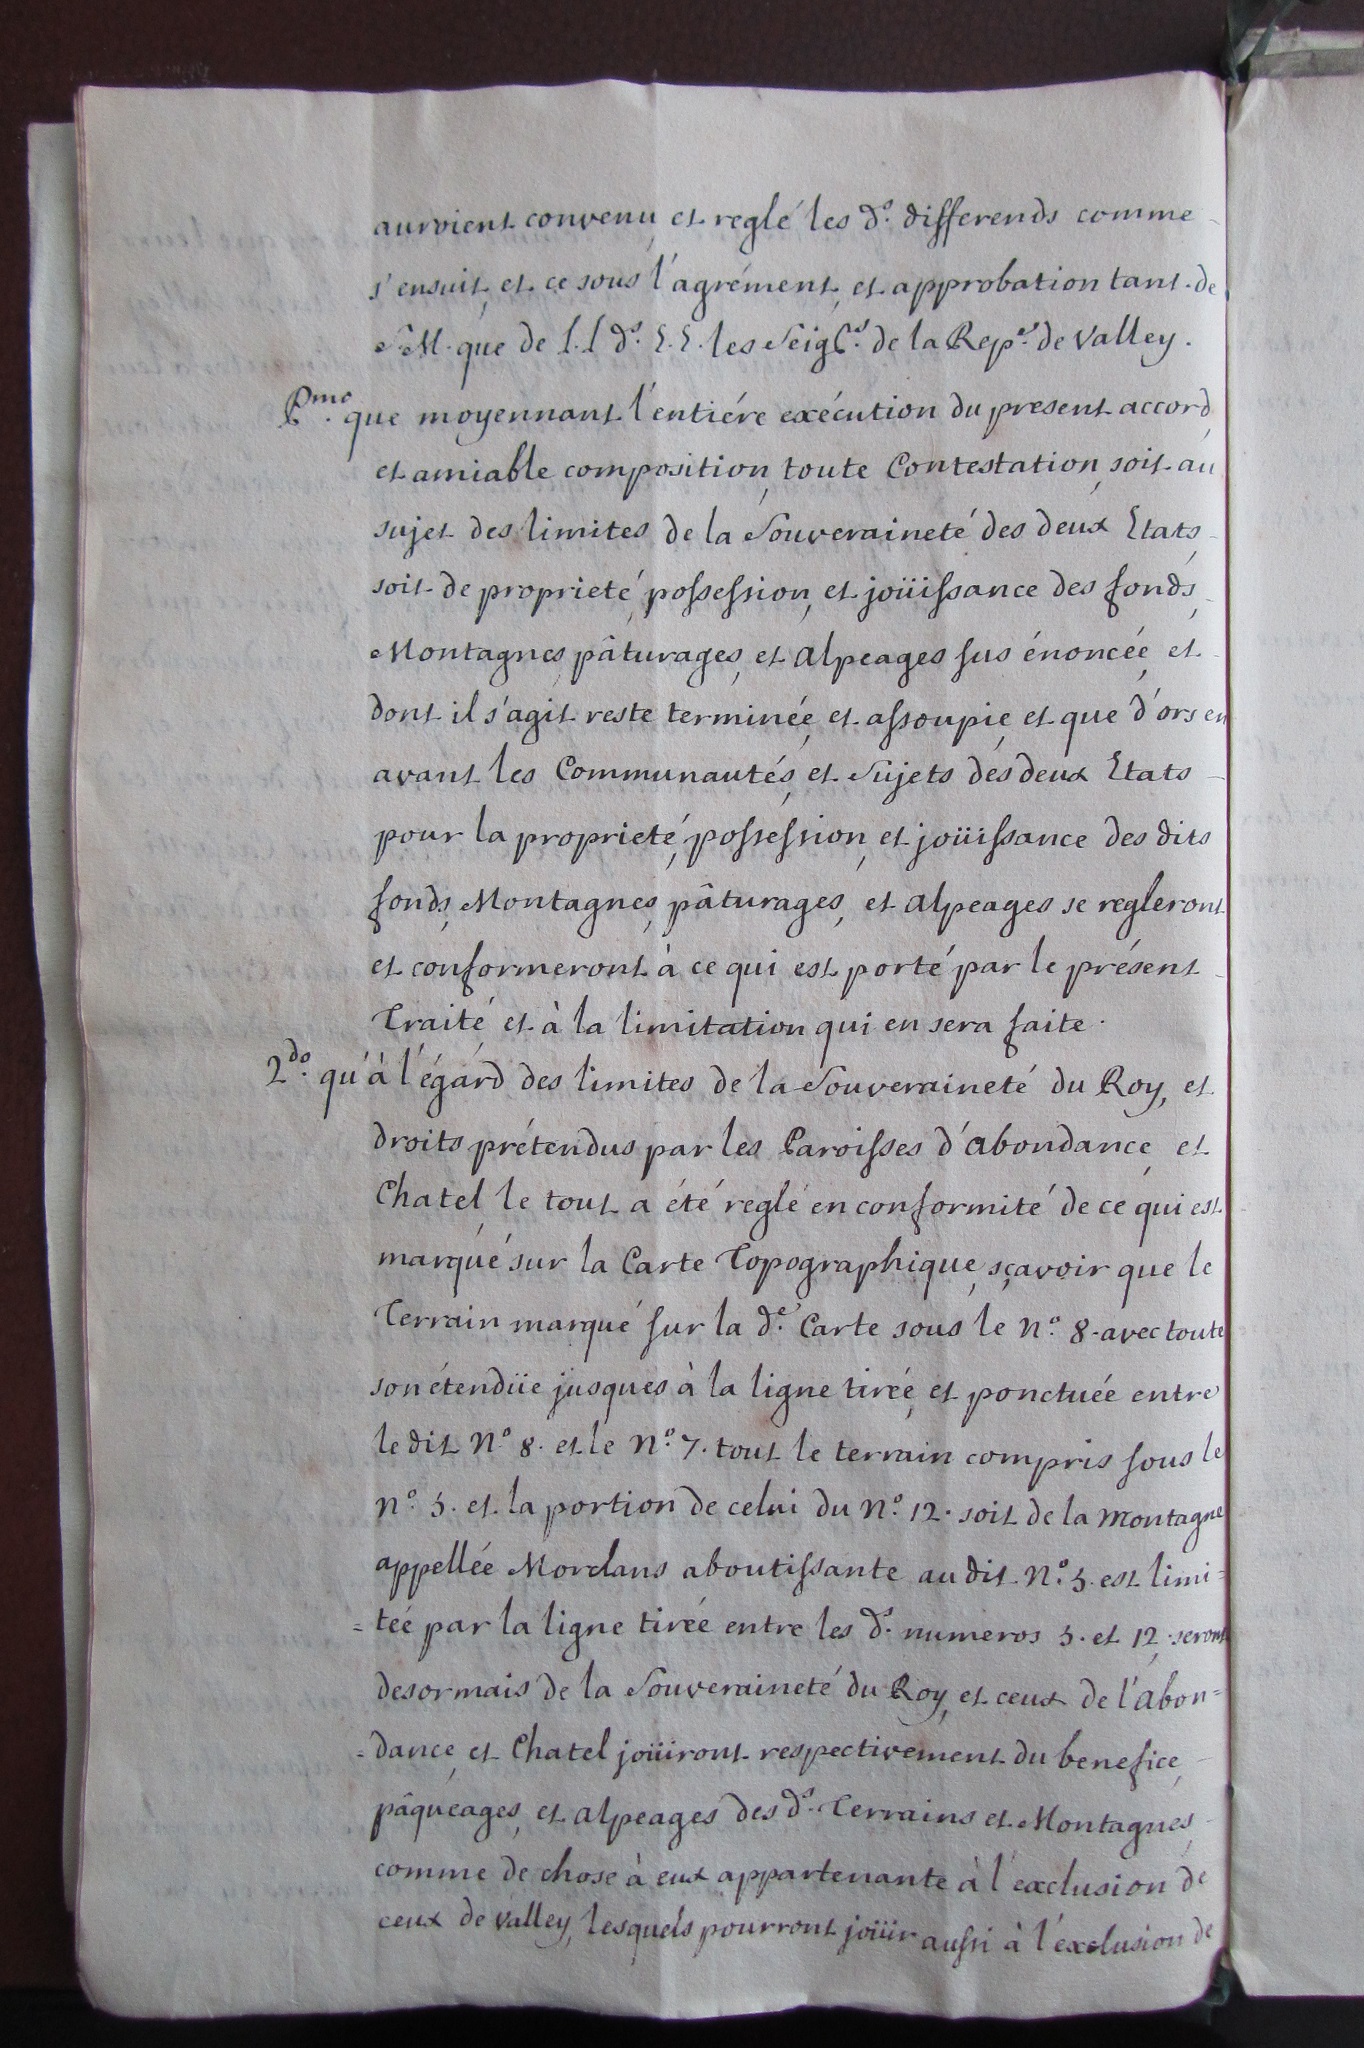 auroient convenu, et reglé les d.s differends comme
s'ensuit, et ce sous l'agrément, et approbation tant de
S. M. que de L.L. d.s E.E. les Seig.rs de la Rep.e de Valley.
P.mo que moyennant l'entiére exécution du present accord,
et amiable composition, toute Contestation, soit au
sujet des limites de la Souveraineté des deux Etats,
soit de proprieté, possession, et joüissance des fonds,
Montagnes, pâturages, et alpeages sus énoncée, et
dont il s'agit reste terminée, et assoupie, et que d'ors en
avant les Communautés, et Sujets des deux Etats
pour la proprieté, possession, et joüissance des dits
fonds, Montagnes, pâturages, et alpeages se regleront
et conformeront à ce qui est porté par le présent
Traité et à la limitation qui en sera faite.
2.do qu'à l'égard des limites de la Souveraineté du Roy, et
droits prétendus par les Paroisses d'abondance, et
Chatel le tout a été reglé en conformité de ce qui est
marqué sur la Carte Topographique, sçavoir que le
Terrain marqué sur la d.e Carte sous le N.o 8. avec toute
son étendüe jusques à la ligne tirée, et ponctuée entre
le dit N.o 8. et le N.o 7. tout le terrain compris sous le
N.o 5. et la portion de celui du N.o 12. soit de la Montagne
appellée Morclans aboutissante au dit N.o 5. est limi=
=tée par la ligne tirée entre les d.s numeros 5. et 12, seront
desormais de la Souveraineté du Roy, et ceux de l'abon=
=dance, et Chatel joüiront respectivement du benefice,
pâqueages, et alpeages des d.s Terrains et Montagnes,
comme de chose à eux appartenante à l'exclusion de
ceux de Valley, lesquels pourront joüir aussi à l'exclusion de